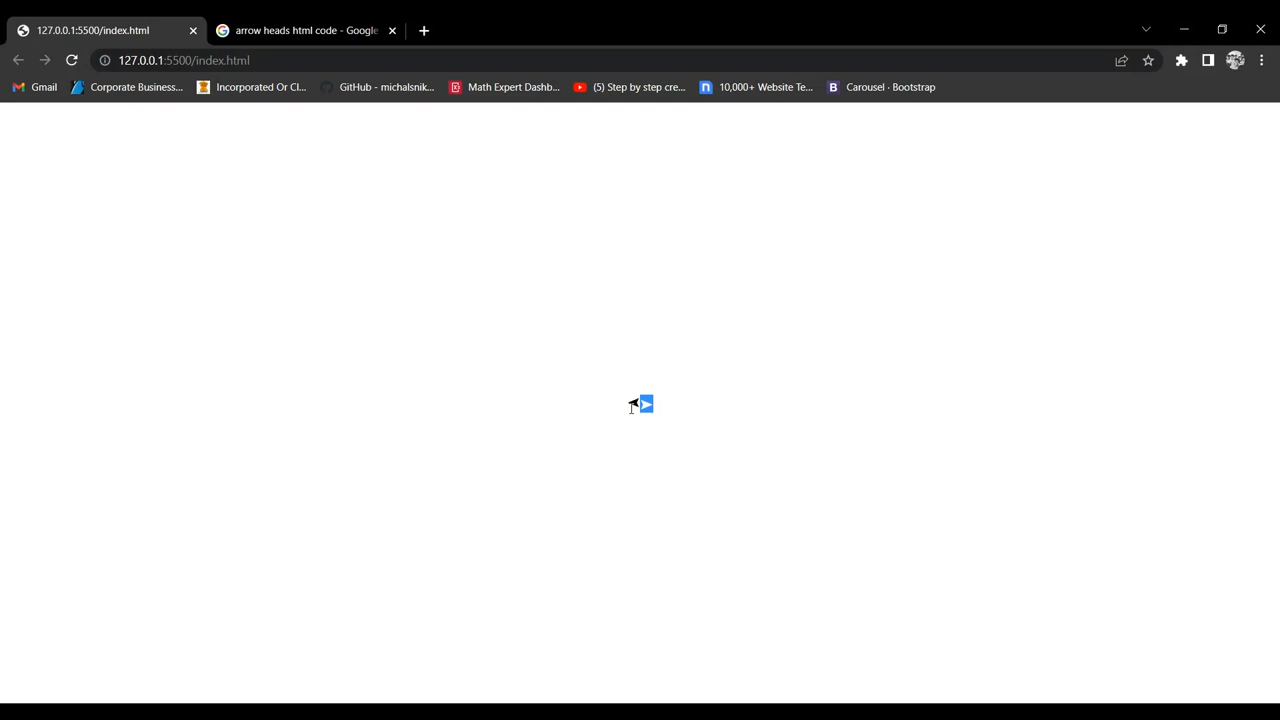 127.0.0.1:5500/index.html
arrow heads html code - Google
127.0.0.1:5500/index.html
Gmail
Corporate Business...
Incorporated Or Cl...
GitHub - michalsnik...
Math Expert Dashb...
(5) Step by step cre...
10,000+ Website Te...
Carousel · Bootstrap
⮜➤